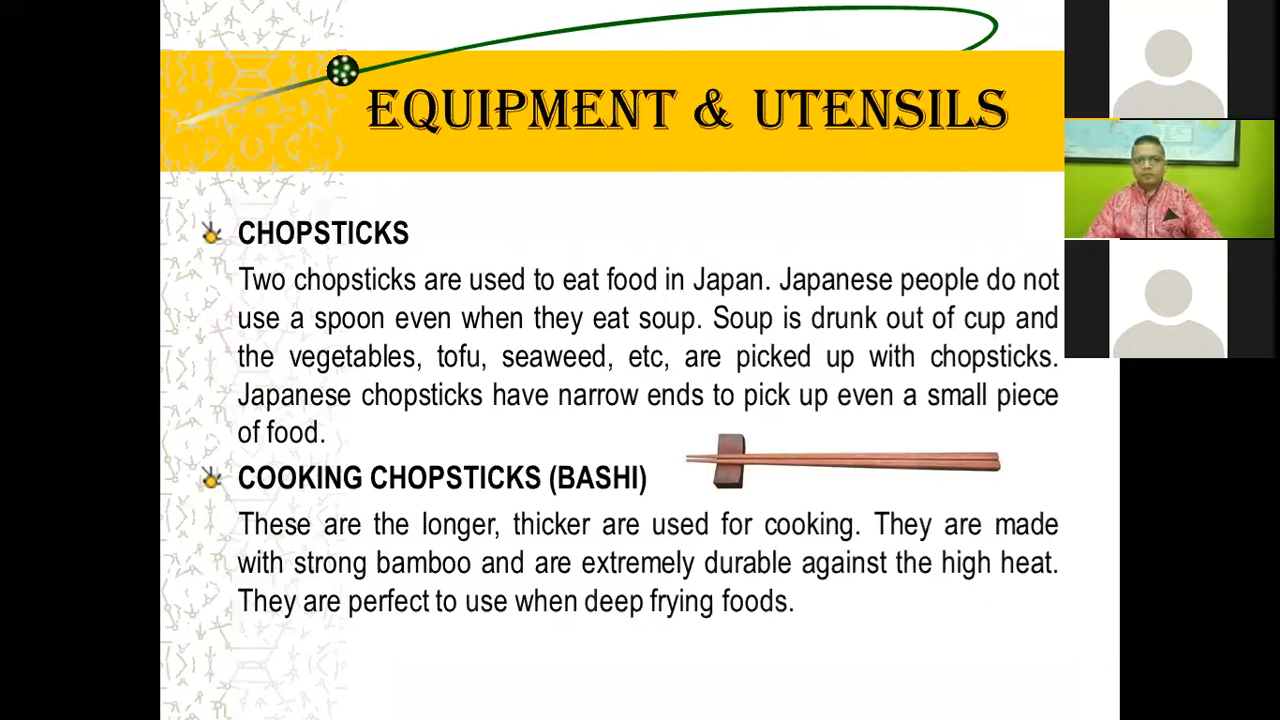 EQUIPMENT & UTENSILS
CHOPSTICKS
Two chopsticks are used to eat food in Japan. Japanese people do not
use a spoon even when they eat soup. Soup is drunk out of cup and
the vegetables, tofu, seaweed, etc, are picked up with chopsticks.
Japanese chopsticks have narrow ends to pick up even a small piece
of food.
COOKING CHOPSTICKS (BASHI)
These are the longer, thicker are used for cooking. They are made
with strong bamboo and are extremely durable against the high heat.
They are perfect to use when deep frying foods.